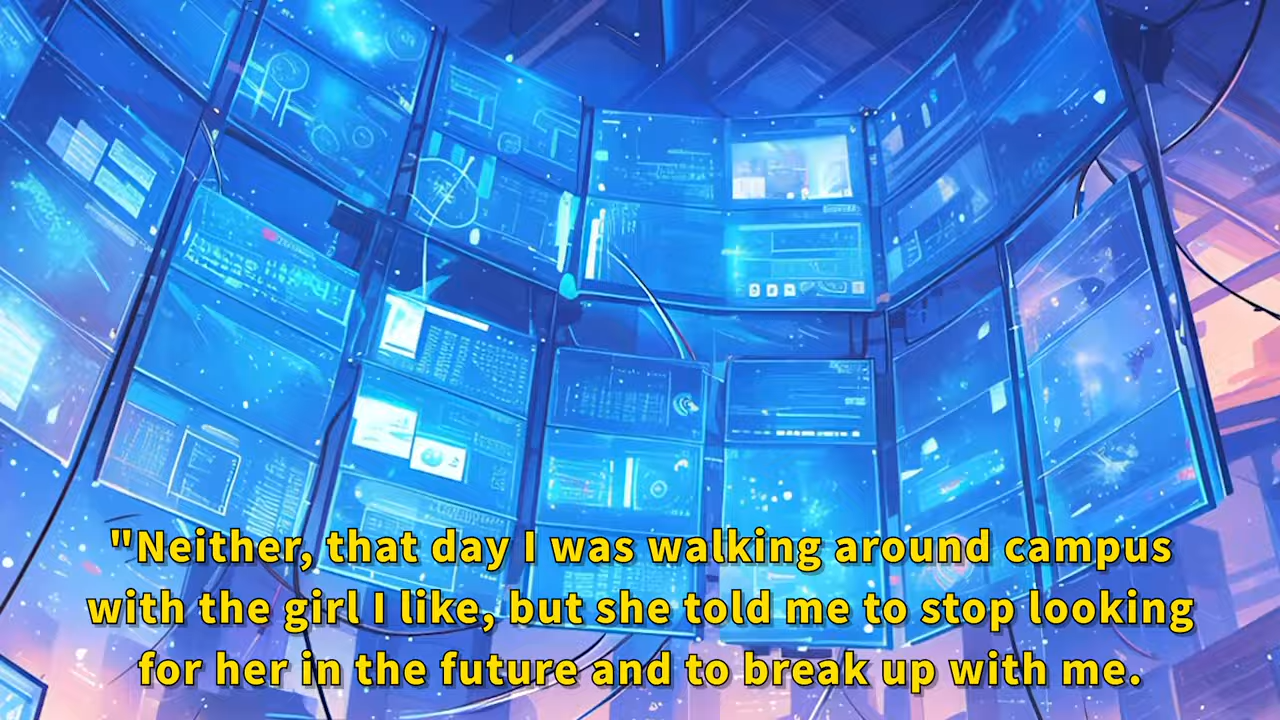 "Neither, that day I was walking around campus
with the girl I like, but she told me to stop looking
for her in the future and to break up with me.